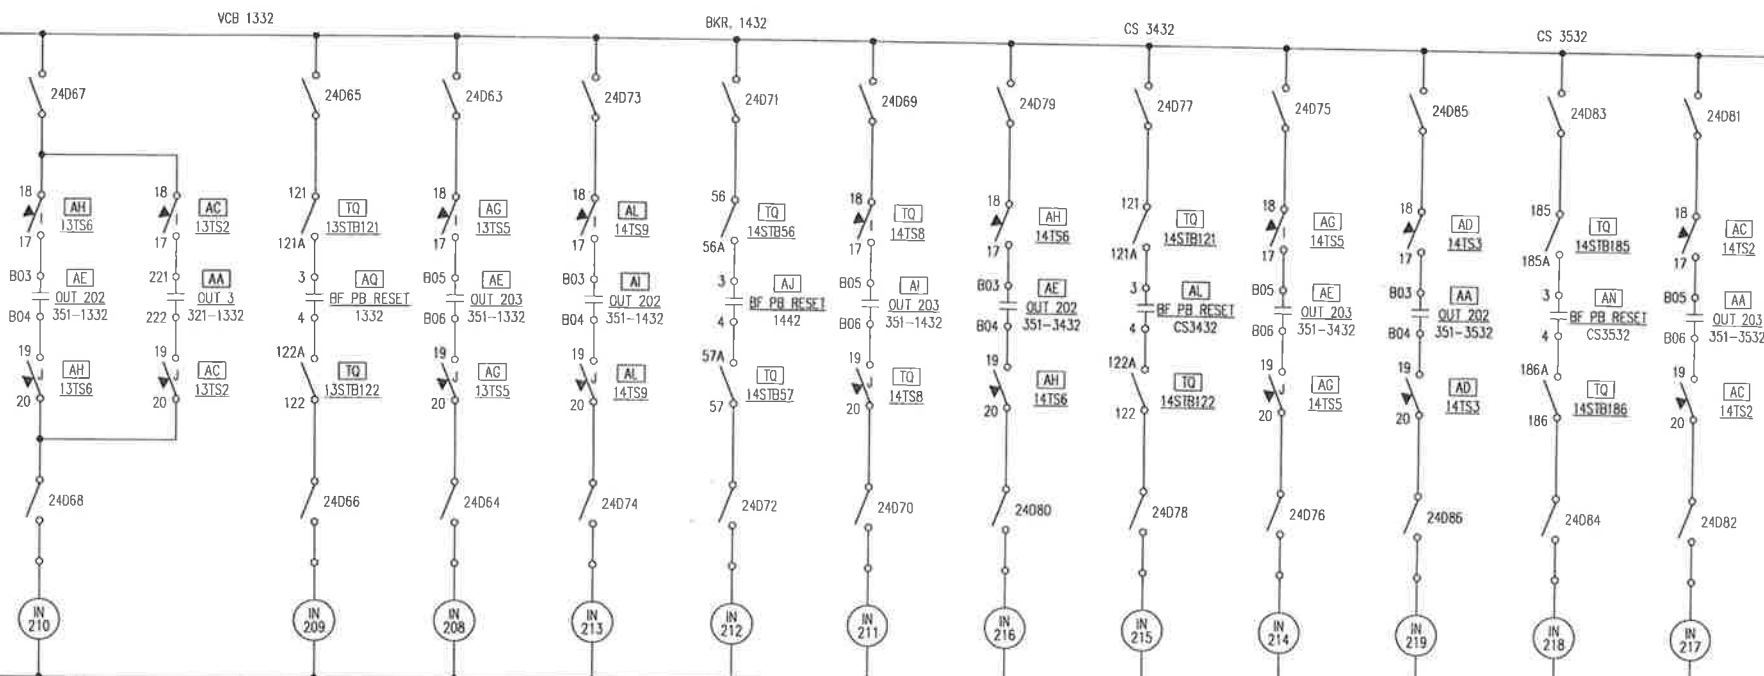 VCB 1332
BKR, 1432
CS 3432
CS 3532
24D67
24D65
24D63
24D73
24D71
24D69
24D79
24D77
24D75
24D85
24D83
24D81
18 AH
13TS6
17
B03 AE
OUT 202
B04 351-1332
19 AH
13TS6
20
24D68
IN
210
18 AC
13TS2
17
221 AA
OUT 3
222 321-1332
19 AC
13TS2
20
121 TQ
13STB121
121A
3 AQ
BF PB RESET
4 1332
122A TQ
13STB122
122
24D66
IN
209
18 AG
13TS5
17
B05 AE
OUT 203
B06 351-1332
19 AG
13TS5
20
24D64
IN
208
18 AL
14TS9
17
B03 AI
OUT 202
B04 351-1432
19 AL
14TS9
20
24D74
IN
213
56 TQ
14STB56
56A
3 AJ
BF PB RESET
4 1442
57A TQ
14STB57
57
24D72
IN
212
18 TQ
14TS8
17
B05 AI
OUT 203
B06 351-1432
19 TQ
14TS8
20
24D70
IN
211
18 AH
14TS6
17
B03 AE
OUT 202
B04 351-3432
19 AH
14TS6
20
24D80
IN
216
121 TQ
14STB121
121A
3 AL
BF PB RESET
4 CS3432
122A TQ
14STB122
122
24D78
IN
215
18 AG
14TS5
17
B05 AE
OUT 203
B06 351-3432
19 AG
14TS5
20
24D76
IN
214
18 AD
14TS3
17
B03 AA
OUT 202
B04 351-3532
19 AD
14TS3
20
24D86
IN
219
185 TQ
14STB185
185A
3 AN
BF PB RESET
4 CS3532
186A TQ
14STB186
186
24D84
IN
218
18 AC
14TS2
17
B05 AA
OUT 203
B06 351-3532
19 AC
14TS2
20
24D82
IN
217